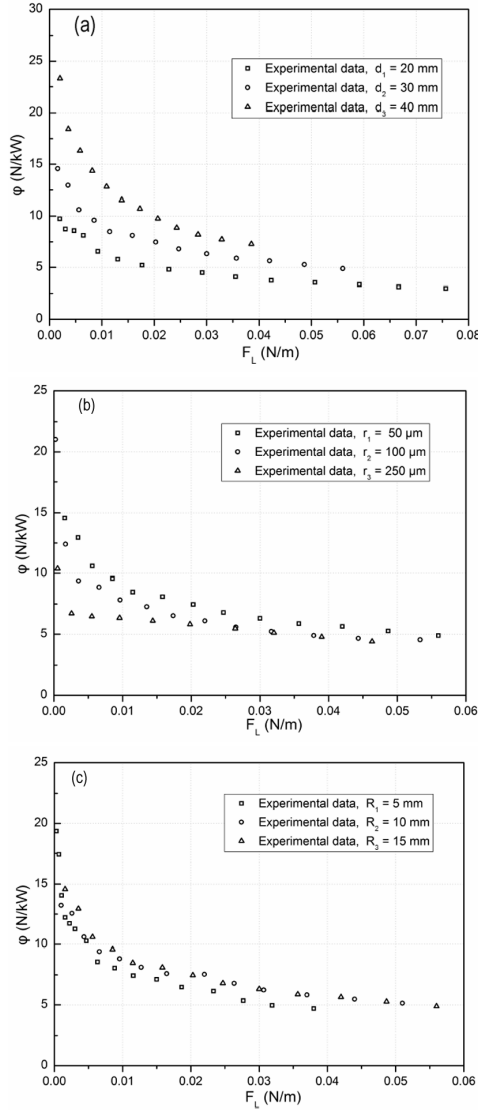 (a)
30
25
20
15
10
5
0
φ (N/kW)
Experimental data, d₁ = 20 mm
Experimental data, d₂ = 30 mm
Experimental data, d₃ = 40 mm
0.00 0.01 0.02 0.03 0.04 0.05 0.06 0.07 0.08
F_L (N/m)
(b)
25
20
15
10
5
0
φ (N/kW)
Experimental data, r₁ = 50 µm
Experimental data, r₂ = 100 µm
Experimental data, r₃ = 250 µm
0.00 0.01 0.02 0.03 0.04 0.05 0.06
F_L (N/m)
(c)
25
20
15
10
5
0
φ (N/kW)
Experimental data, R₁ = 5 mm
Experimental data, R₂ = 10 mm
Experimental data, R₃ = 15 mm
0.00 0.01 0.02 0.03 0.04 0.05 0.06
F_L (N/m)